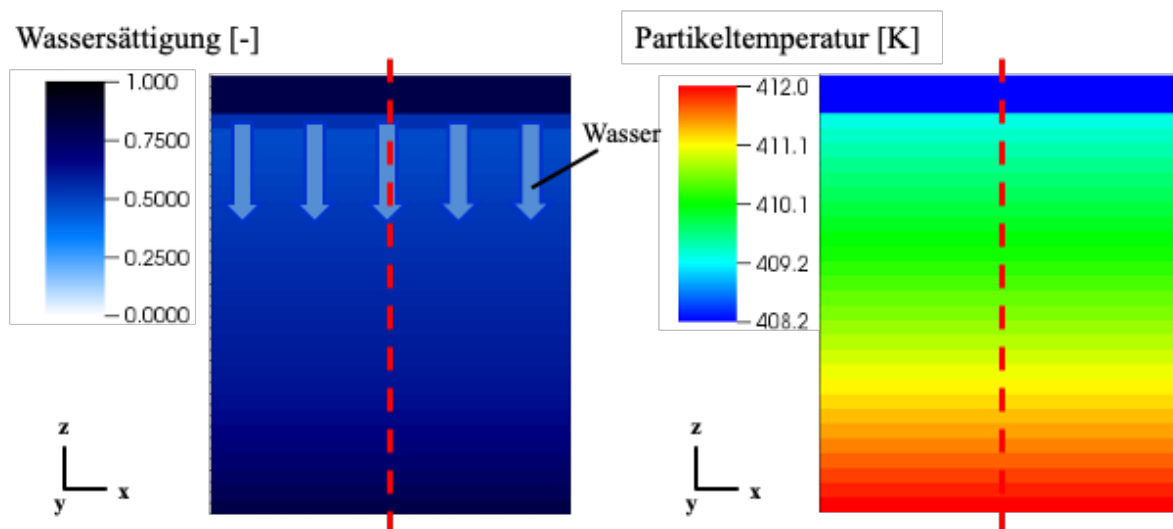 Wassersättigung [-]
1.000
0.7500
0.5000
0.2500
0.0000
Wasser
z
y
x
Partikeltemperatur [K]
412.0
411.1
410.1
409.2
408.2
z
y
x